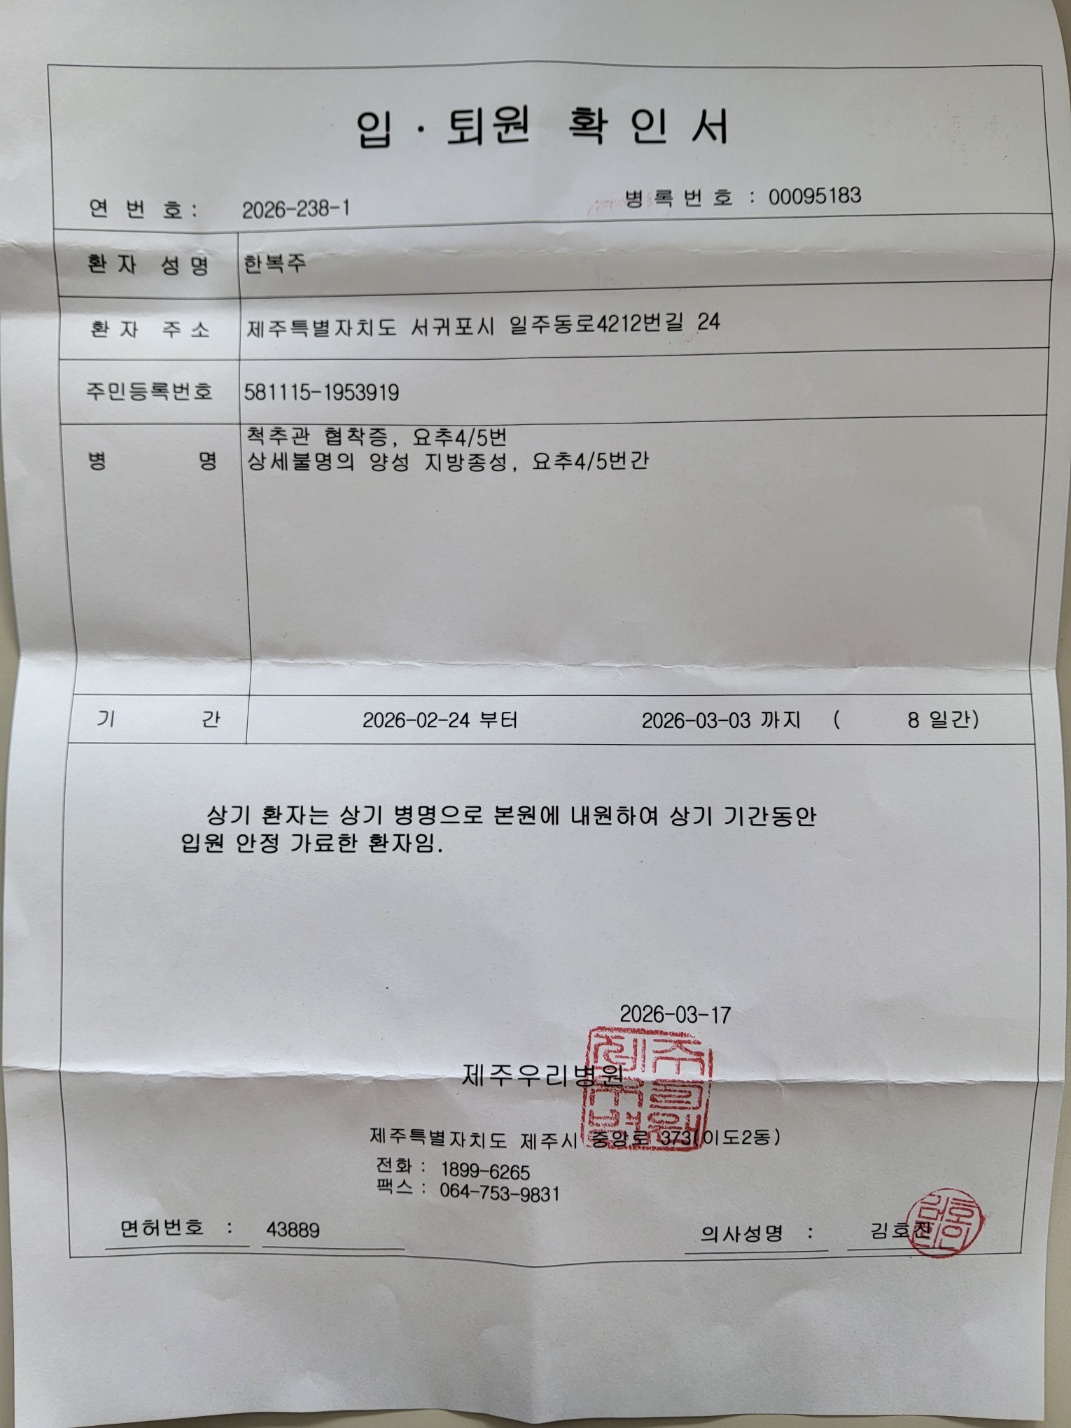 입 · 퇴원 확 인 서
연 번 호 : 2026-238-1 병 록 번 호 : 00095183
환 자 성 명 한복주
환 자 주 소 제주특별자치도 서귀포시 일주동로4212번길 24
주민등록번호 581115-1953919
척추관 협착증, 요추4/5번
병 명 상세불명의 양성 지방종성, 요추4/5번간
기 간 2026-02-24 부터 2026-03-03 까지 ( 8 일간)
상기 환자는 상기 병명으로 본원에 내원하여 상기 기간동안
입원 안정 가료한 환자임.
2026-03-17
제주우리병원
제주특별자치도 제주시 중앙로 373(이도2동)
전화 : 1899-6265
팩스 : 064-753-9831
면허번호 : 43889 의사성명 : 김호진